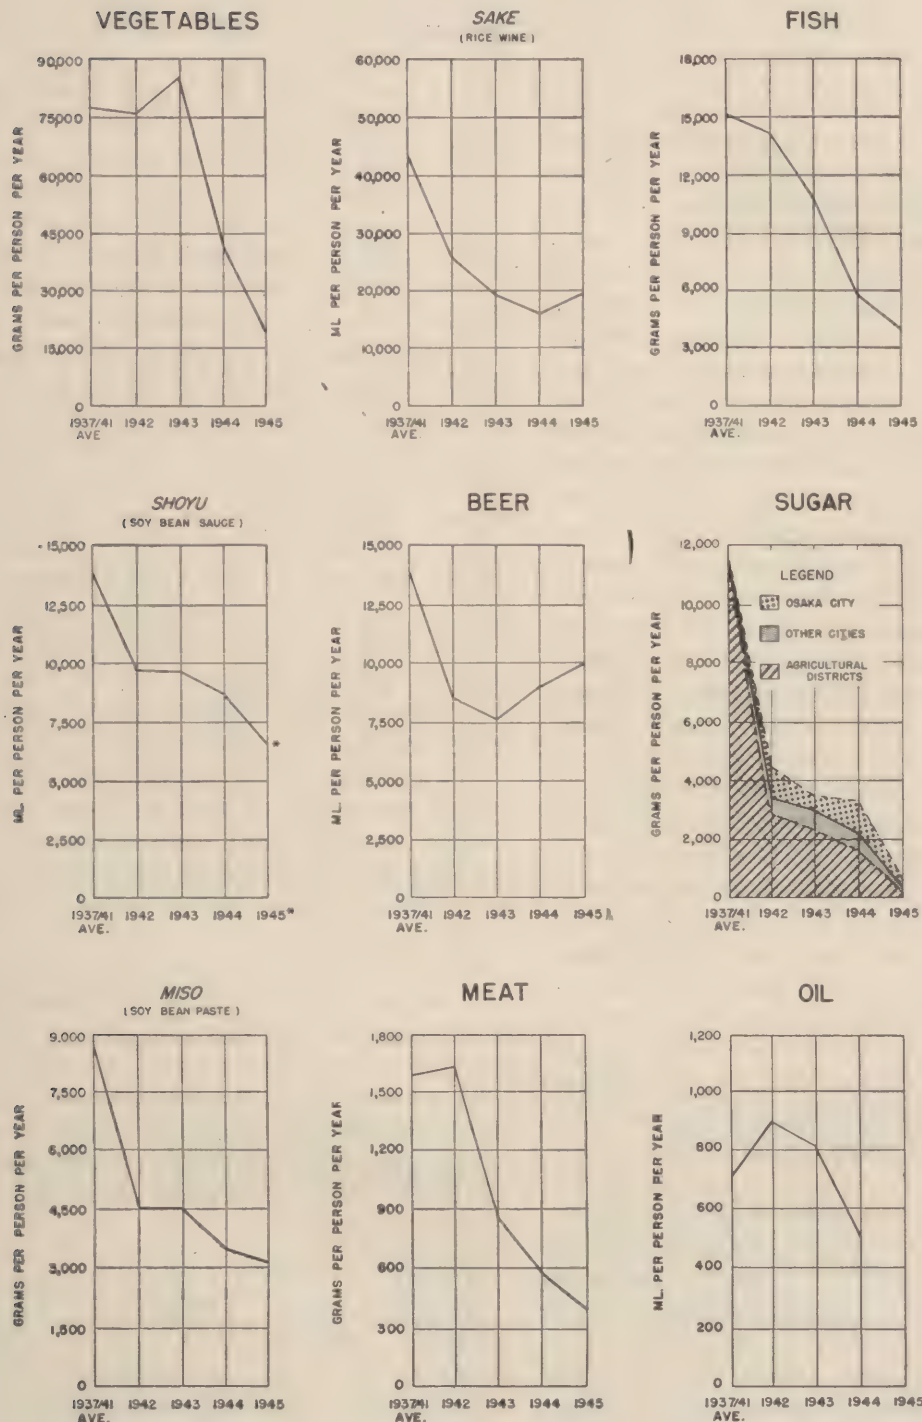 VEGETABLES
GRAMS PER PERSON PER YEAR
90,000
75,000
60,000
45,000
30,000
15,000
0
1937/41 1942 1943 1944 1945
AVE
SAKE
(RICE WINE)
ML. PER PERSON PER YEAR
60,000
50,000
40,000
30,000
20,000
10,000
0
1937/41 1942 1943 1944 1945
AVE.
FISH
GRAMS PER PERSON PER YEAR
18,000
15,000
12,000
9,000
6,000
3,000
0
1937/41 1942 1943 1944 1945
AVE.
SHOYU
(SOY BEAN SAUCE)
ML. PER PERSON PER YEAR
15,000
12,500
10,000
7,500
5,000
2,500
0
*
1937/41 1942 1943 1944 1945*
AVE.
BEER
ML. PER PERSON PER YEAR
15,000
12,500
10,000
7,500
5,000
2,500
0
1937/41 1942 1943 1944 1945
AVE.
SUGAR
GRAMS PER PERSON PER YEAR
12,000
10,000
8,000
6,000
4,000
2,000
0
LEGEND
OSAKA CITY
OTHER CITIES
AGRICULTURAL
DISTRICTS
1937/41 1942 1943 1944 1945
AVE.
MISO
(SOY BEAN PASTE)
GRAMS PER PERSON PER YEAR
9,000
7,500
6,000
4,500
3,000
1,500
0
1937/41 1942 1943 1944 1945
AVE.
MEAT
GRAMS PER PERSON PER YEAR
1,800
1,500
1,200
900
600
300
0
1937/41 1942 1943 1944 1945
AVE.
OIL
ML. PER PERSON PER YEAR
1,200
1,000
800
600
400
200
0
1937/41 1942 1943 1944 1945
AVE.